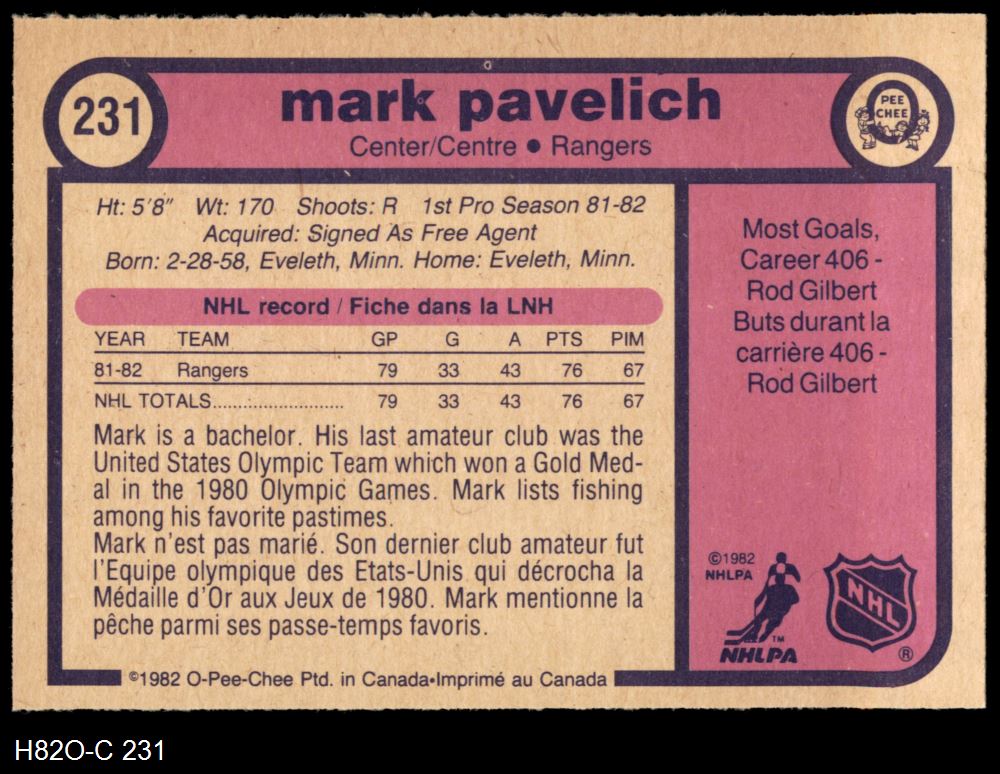 231
mark pavelich
PEE
CHEE
Center/Centre ● Rangers
Ht: 5'8" Wt: 170 Shoots: R 1st Pro Season 81-82
Acquired: Signed As Free Agent
Born: 2-28-58, Eveleth, Minn. Home: Eveleth, Minn.
NHL record / Fiche dans la LNH
YEAR TEAM GP G A PTS PIM
81-82 Rangers 79 33 43 76 67
NHL TOTALS...................... 79 33 43 76 67
Mark is a bachelor. His last amateur club was the
United States Olympic Team which won a Gold Med-
al in the 1980 Olympic Games. Mark lists fishing
among his favorite pastimes.
Mark n'est pas marié. Son dernier club amateur fut
l'Equipe olympique des Etats-Unis qui décrocha la
Médaille d'Or aux Jeux de 1980. Mark mentionne la
pêche parmi ses passe-temps favoris.
Most Goals,
Career 406 -
Rod Gilbert
Buts durant la
carrière 406 -
Rod Gilbert
©1982
NHLPA
TM
NHLPA
NHL
®
©1982 O-Pee-Chee Ptd. in Canada•Imprimé au Canada
H82O-C 231